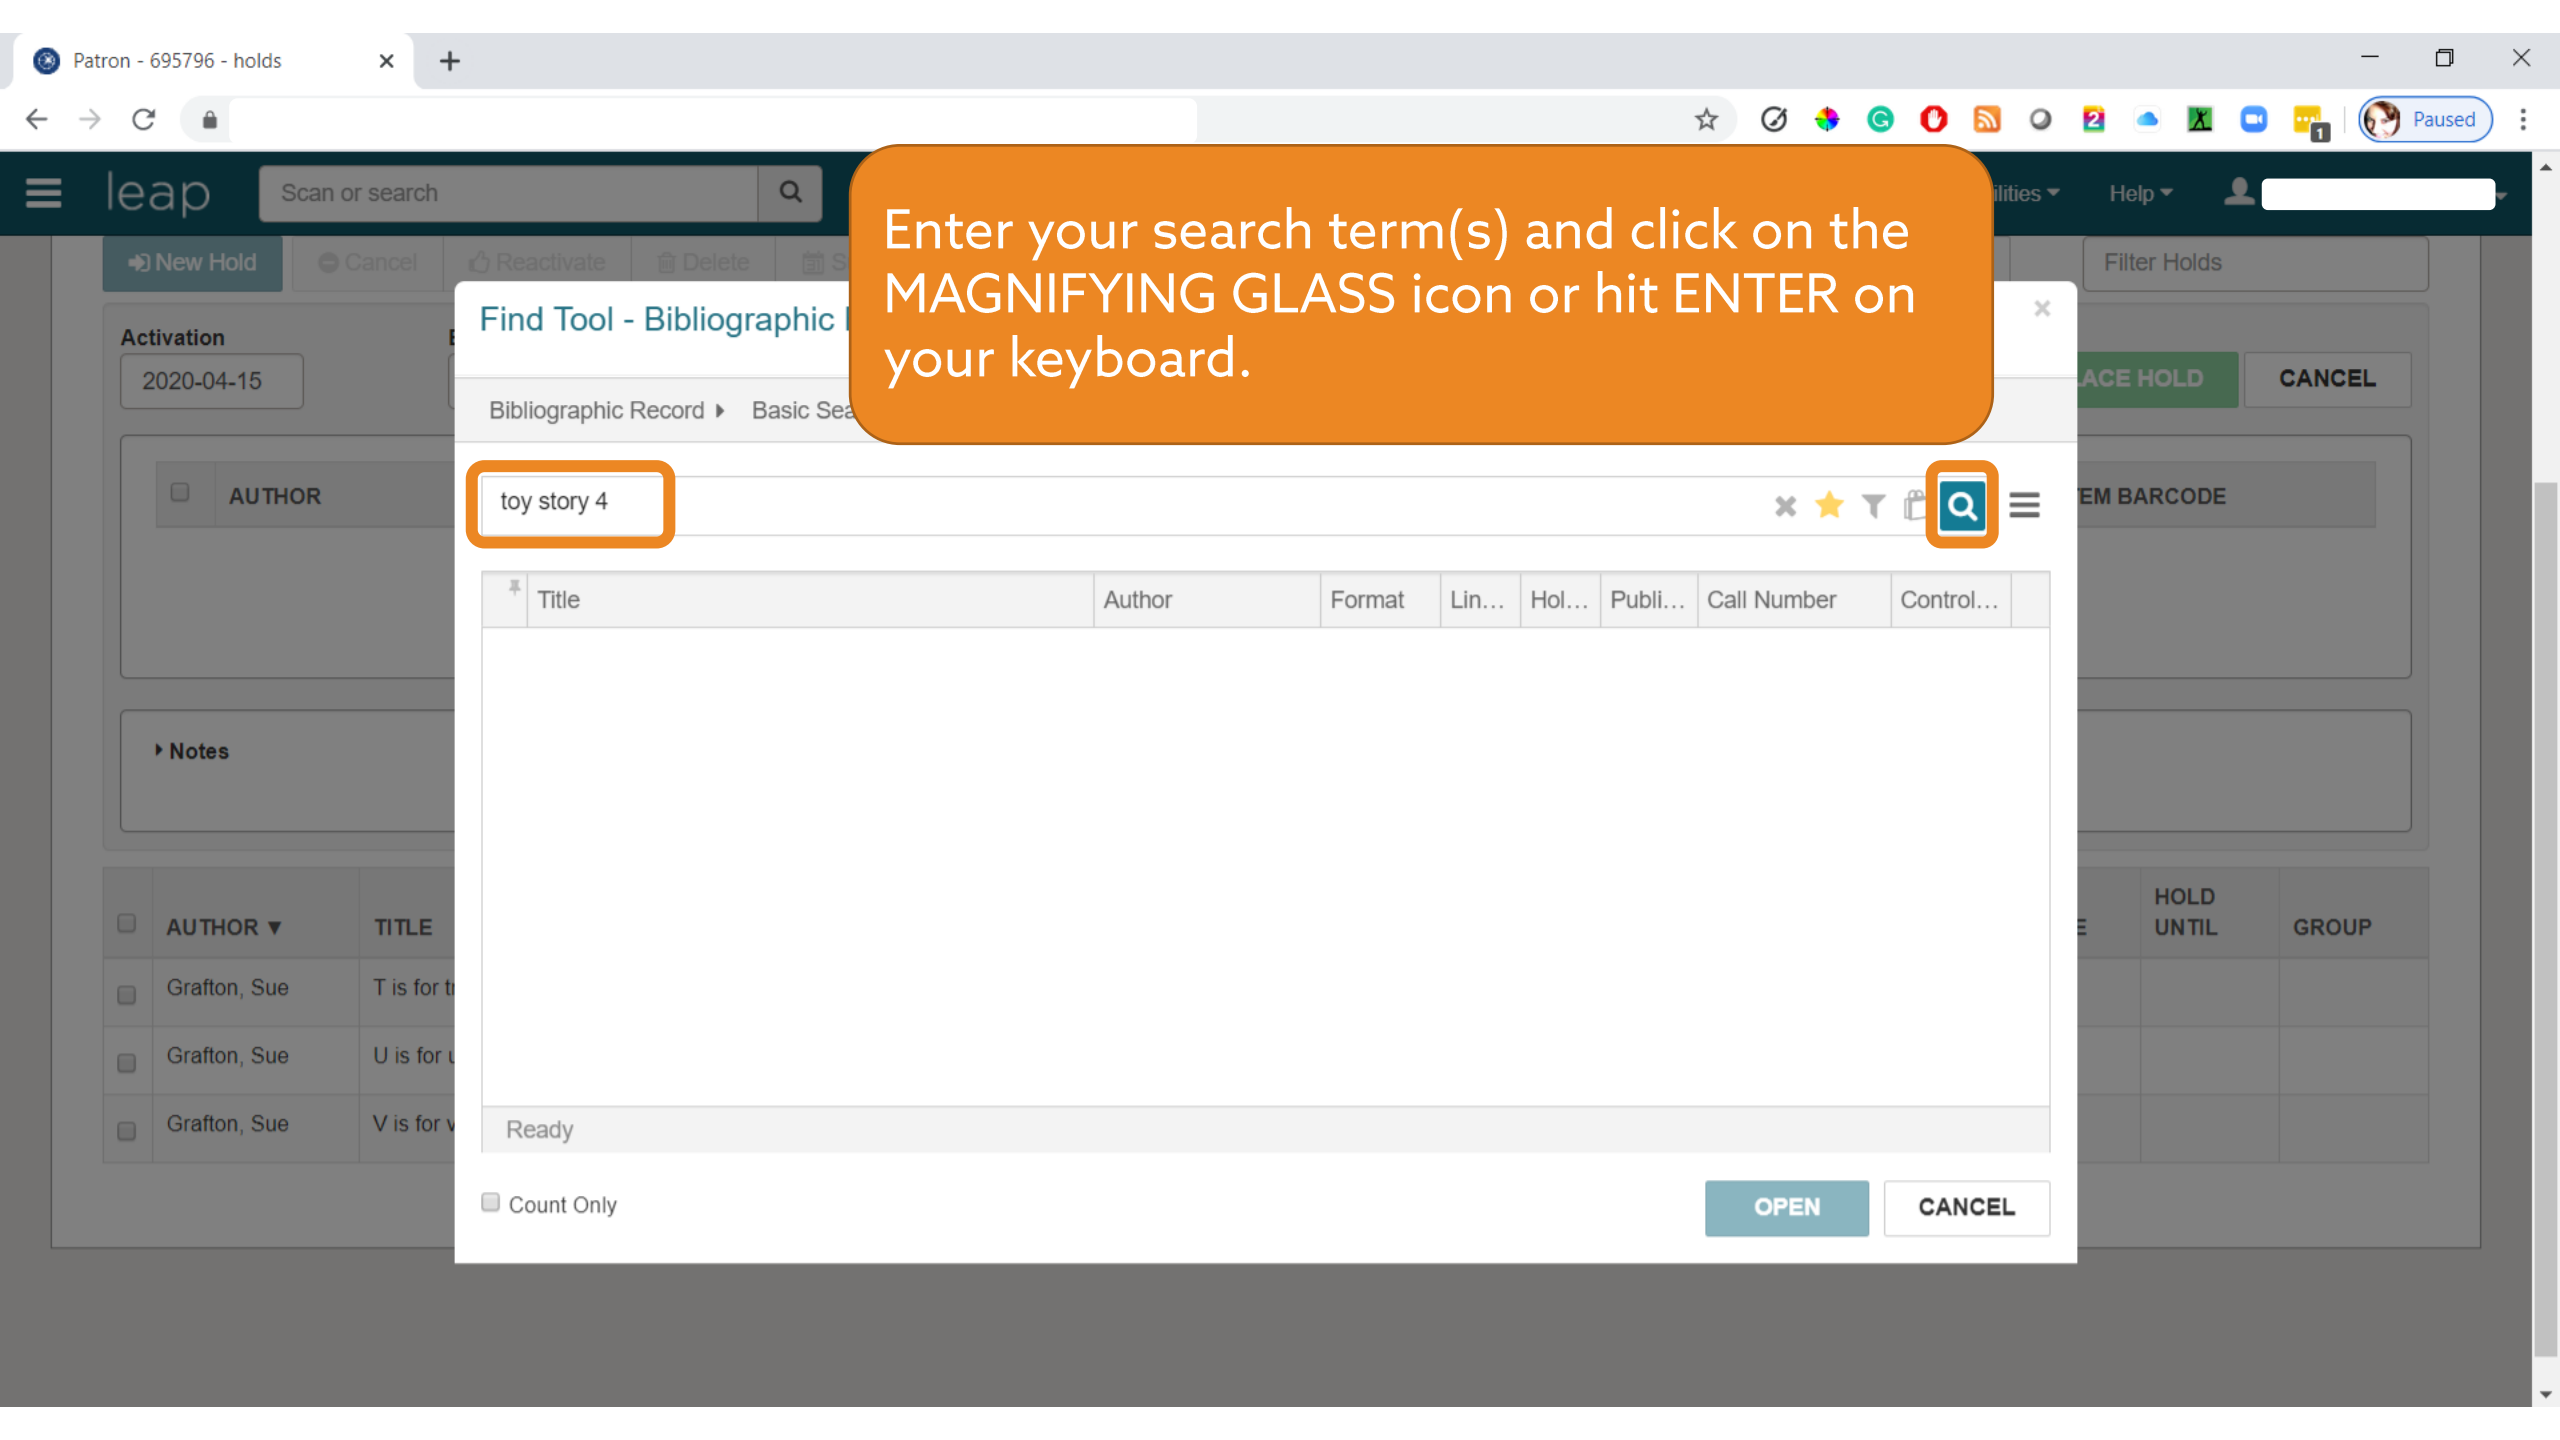 Patron - 695796 - holds
Paused
leap
Scan or search
Help
New Hold
Cancel
Reactivate
Delete
Filter Holds
Enter your search term(s) and click on the
MAGNIFYING GLASS icon or hit ENTER on
your keyboard.
Find Tool - Bibliographic
Activation
2020-04-15
HOLD
CANCEL
Bibliographic Record
Basic Sea
AUTHOR
toy story 4
BARCODE
Title
Author
Format
Lin...
Hol...
Publi...
Call Number
Control...
Notes
AUTHOR
TITLE
HOLD
UNTIL
GROUP
Grafton, Sue
T is for
Grafton, Sue
U is for
Grafton, Sue
V is for
Ready
Count Only
OPEN
CANCEL